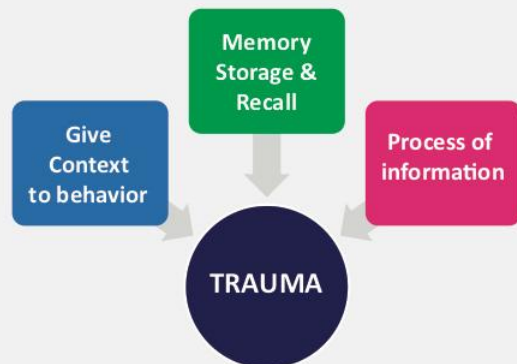 Memory
Storage &
Recall
Give
Context
to behavior
Process of
information
TRAUMA